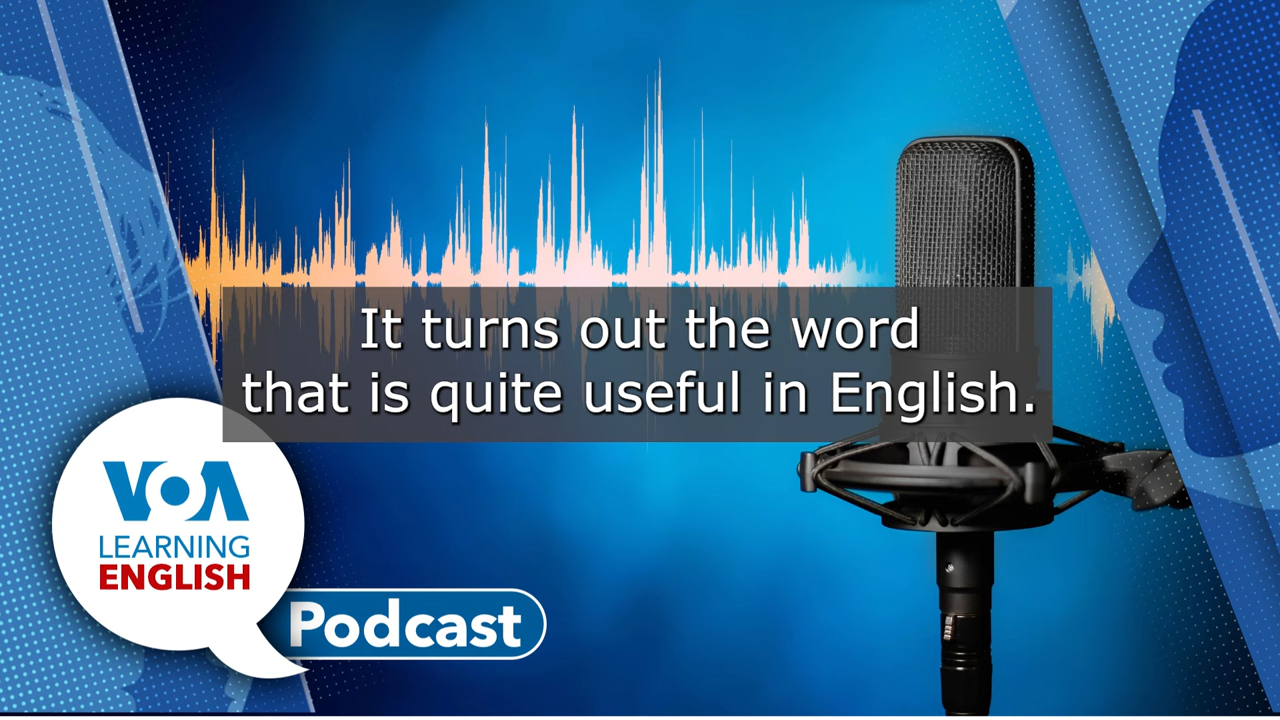 It turns out the word
that is quite useful in English.
VOA
LEARNING
ENGLISH
Podcast